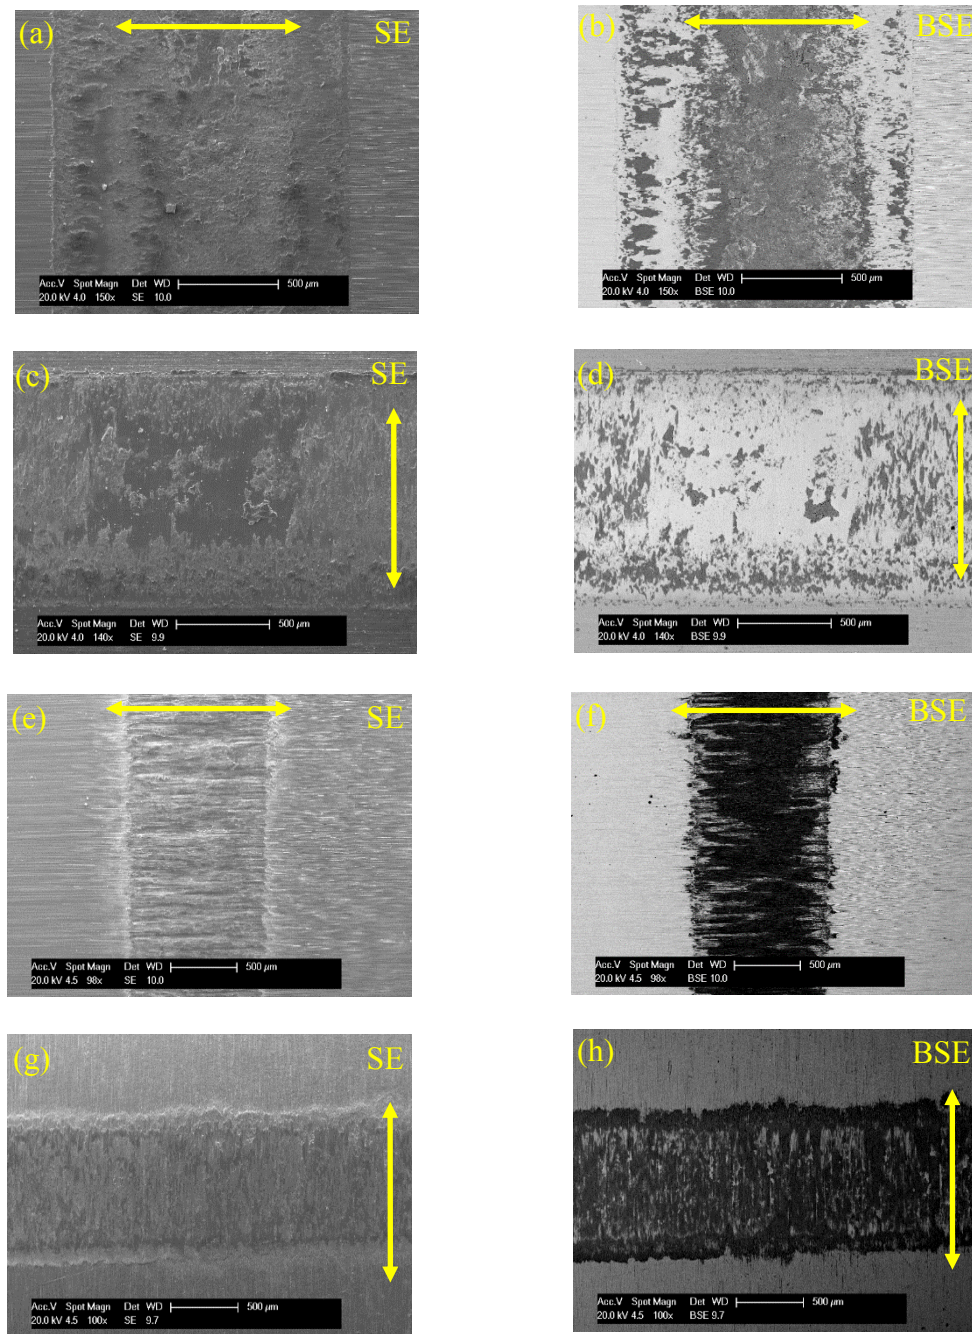 (a) SE
Acc.V Spot Magn Det WD 500 µm
20.0 kV 4.0 150x SE 10.0
(b) BSE
Acc.V Spot Magn Det WD 500 µm
20.0 kV 4.0 150x BSE 10.0
(c) SE
Acc.V Spot Magn Det WD 500 µm
20.0 kV 4.0 140x SE 9.9
(d) BSE
Acc.V Spot Magn Det WD 500 µm
20.0 kV 4.0 140x BSE 9.9
(e) SE
Acc.V Spot Magn Det WD 500 µm
20.0 kV 4.5 98x SE 10.0
(f) BSE
Acc.V Spot Magn Det WD 500 µm
20.0 kV 4.5 98x BSE 10.0
(g) SE
Acc.V Spot Magn Det WD 500 µm
20.0 kV 4.5 100x SE 9.7
(h) BSE
Acc.V Spot Magn Det WD 500 µm
20.0 kV 4.5 100x BSE 9.7